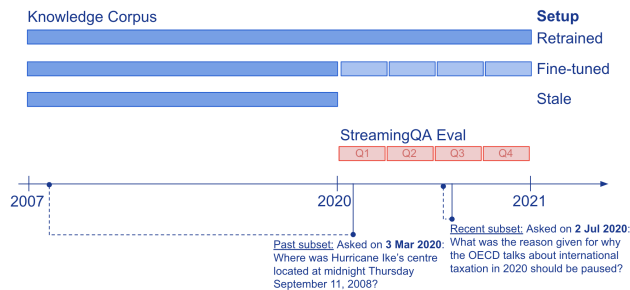 Knowledge Corpus
Setup
Retrained
Fine-tuned
Stale
StreamingQA Eval
Q1 Q2 Q3 Q4
2007 2020 2021
Past subset: Asked on 3 Mar 2020:
Where was Hurricane Ike's centre
located at midnight Thursday
September 11, 2008?
Recent subset: Asked on 2 Jul 2020:
What was the reason given for why
the OECD talks about international
taxation in 2020 should be paused?